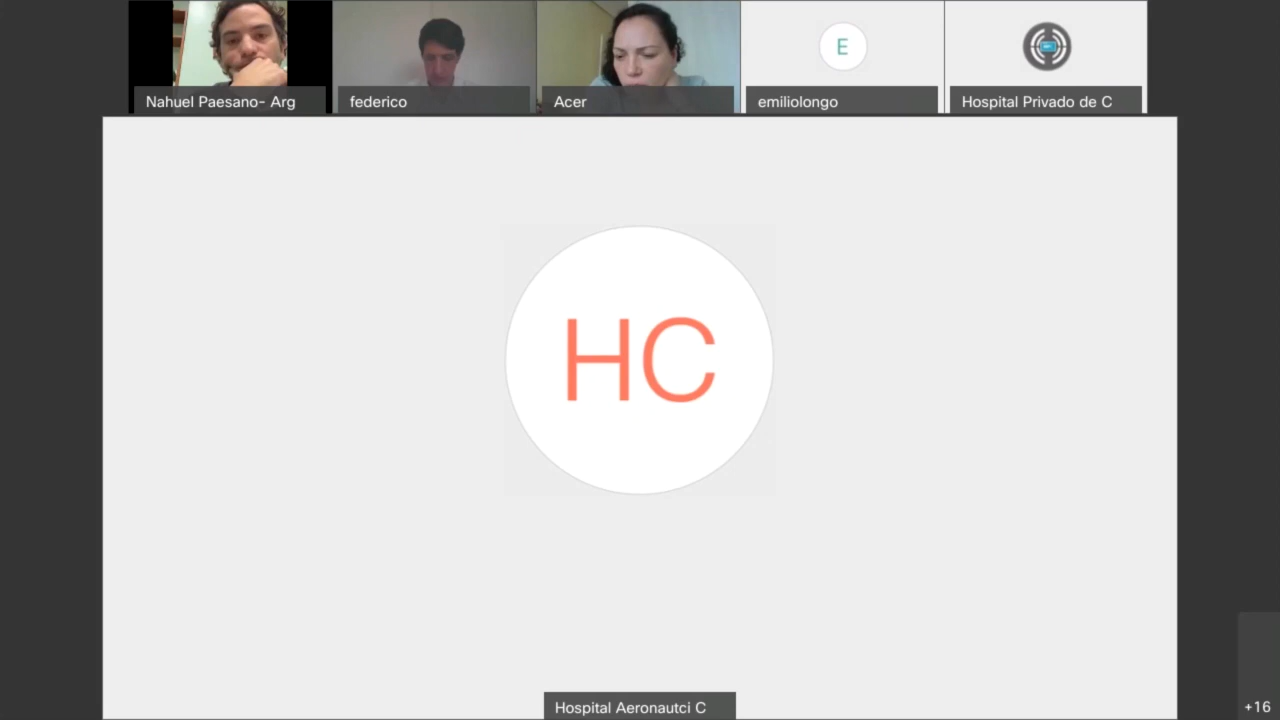 Nahuel Paesano- Arg
federico
Acer
E
emiliolongo
Hospital Privado de C
HC
Hospital Aeronautci C
+16